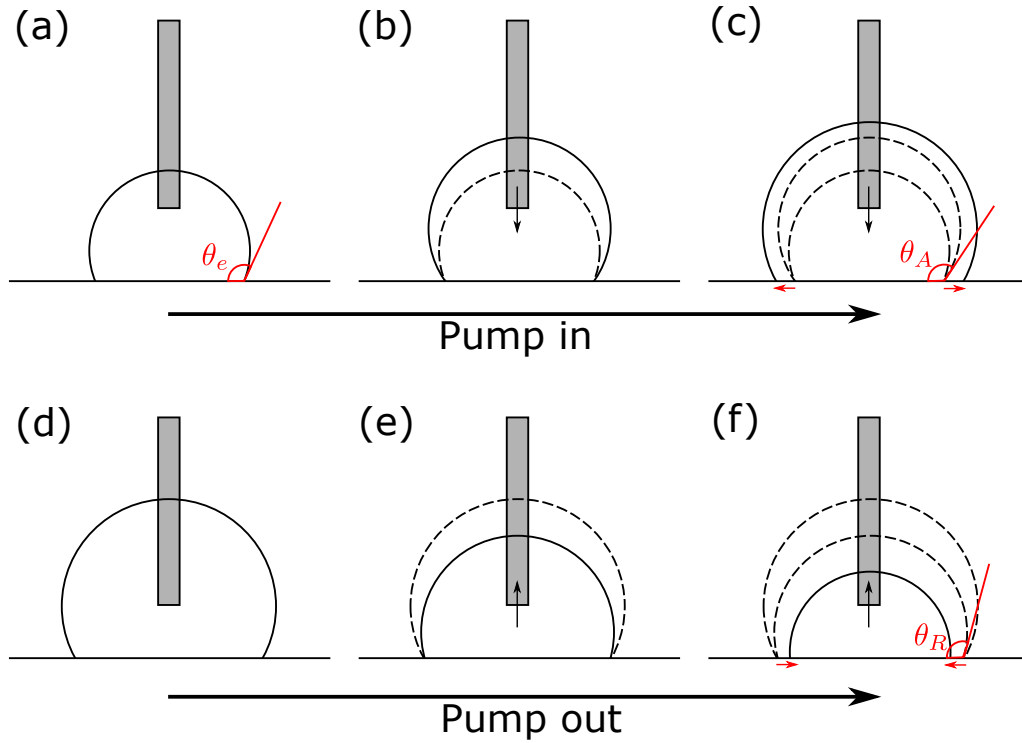 (a)
(b)
(c)
θe
θA
Pump in
(d)
(e)
(f)
θR
Pump out